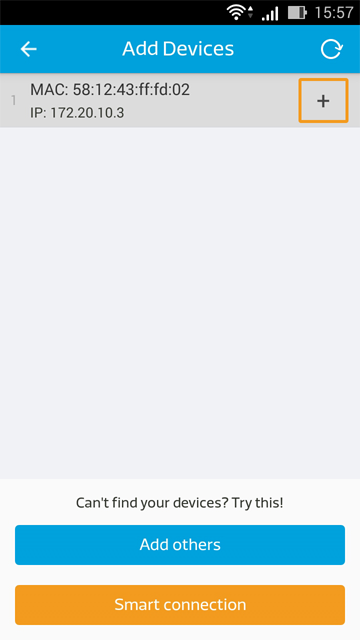 15:57
Add Devices
1
MAC: 58:12:43:ff:fd:02
IP: 172.20.10.3
+
Can't find your devices? Try this!
Add others
Smart connection